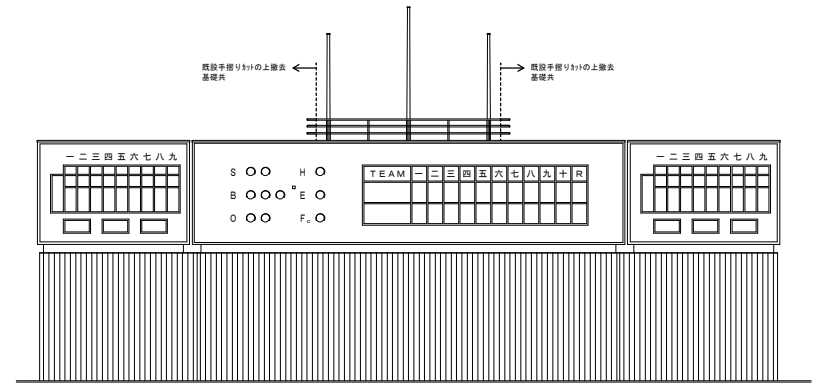 既設手摺りｶｯﾄの上撤去
基礎共
既設手摺りｶｯﾄの上撤去
基礎共
一 二 三 四 五 六 七 八 九
S H
B E
O Fc
TEAM 一 二 三 四 五 六 七 八 九 十 R
一 二 三 四 五 六 七 八 九